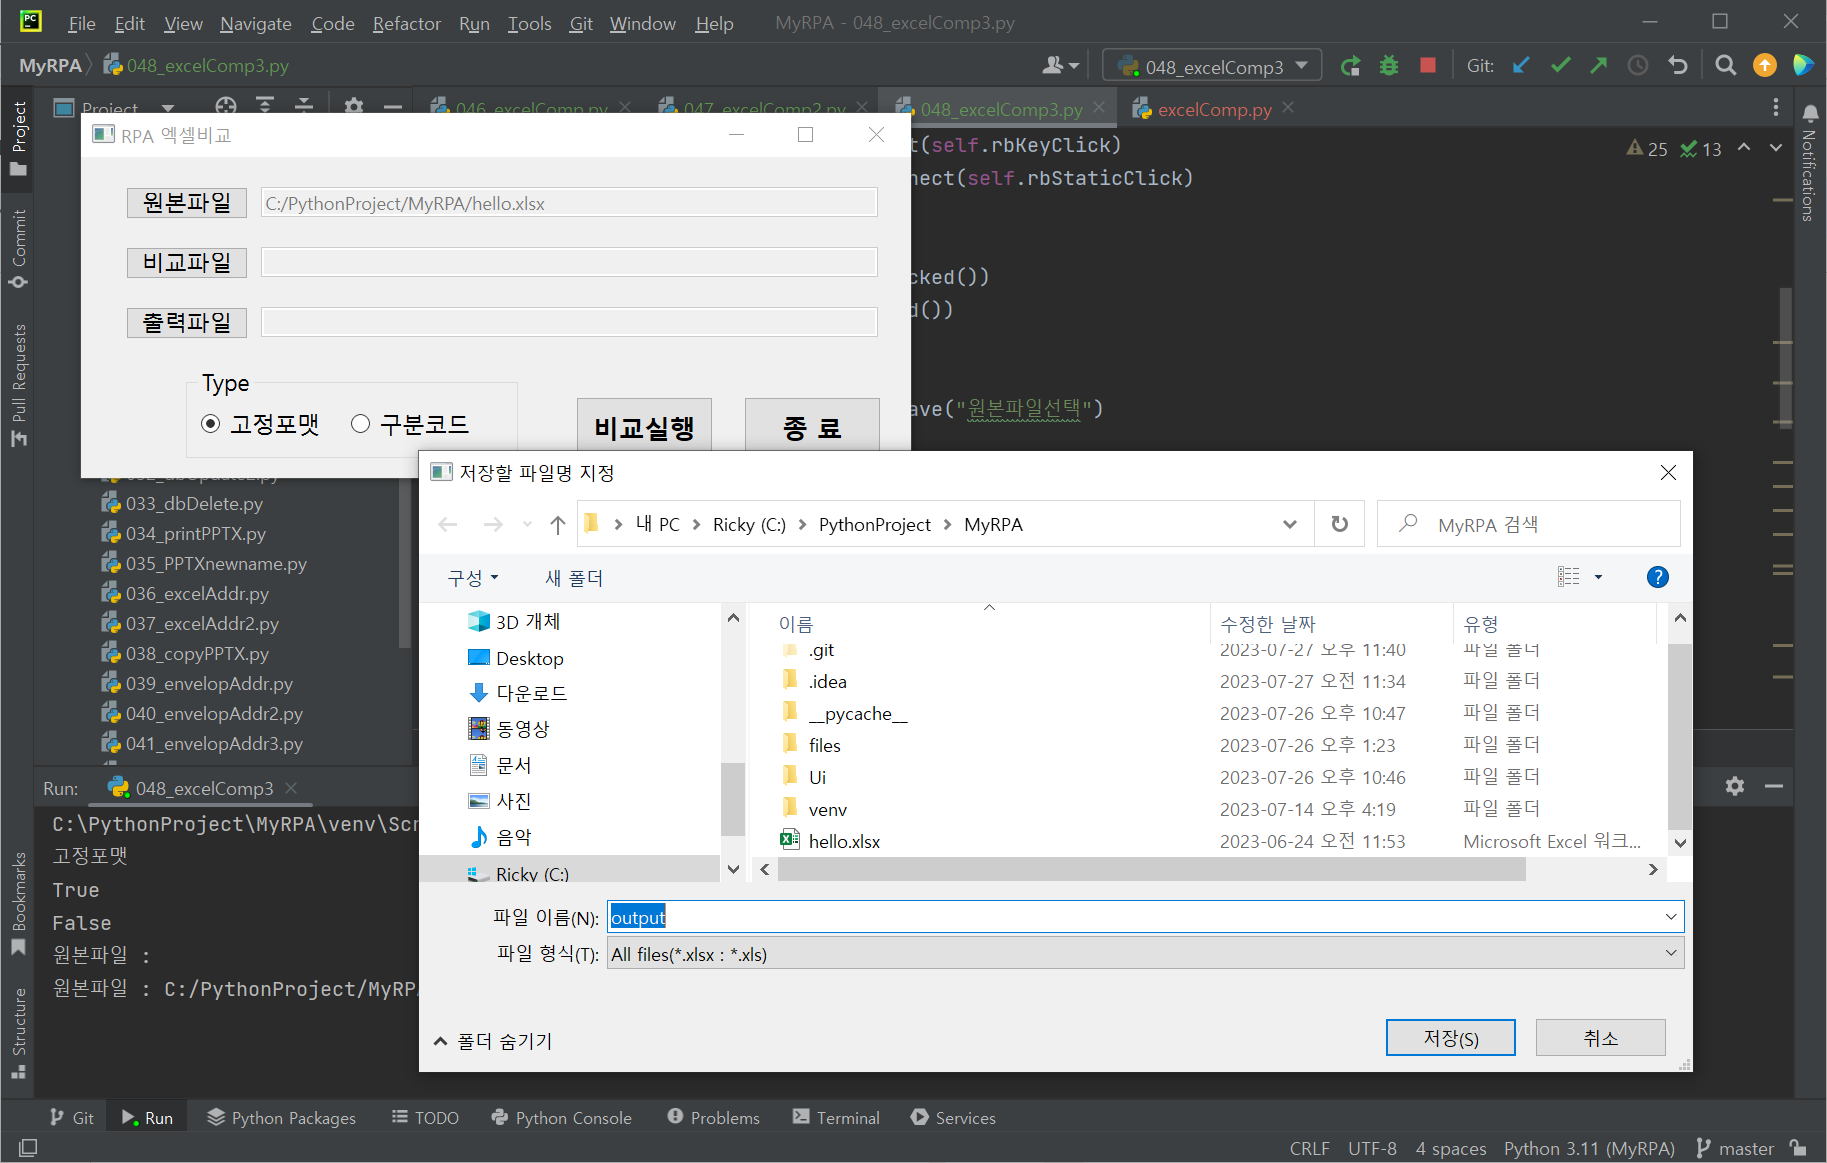 File Edit View Navigate Code Refactor Run Tools Git Window Help MyRPA - 048_excelComp3.py
MyRPA 048_excelComp3.py 048_excelComp3 Git:
Project 046_excelComp.py 047_excelComp2.py 048_excelComp3.py excelComp.py
Project
Commit
Pull Requests
Bookmarks
Structure
Notifications
RPA 엑셀비교
원본파일 C:/PythonProject/MyRPA/hello.xlsx
비교파일
출력파일
Type
고정포맷 구분코드 비교실행 종 료
t(self.rbKeyClick)
nect(self.rbStaticClick)
25 13
cked())
d())
ave("원본파일선택")
032_dbUpdate2.py
033_dbDelete.py
034_printPPTX.py
035_PPTXnewname.py
036_excelAddr.py
037_excelAddr2.py
038_copyPPTX.py
039_envelopAddr.py
040_envelopAddr2.py
041_envelopAddr3.py
저장할 파일명 지정
내 PC Ricky (C:) PythonProject MyRPA MyRPA 검색
구성 새 폴더
3D 개체
Desktop
다운로드
동영상
문서
사진
음악
Ricky (C:)
이름 수정한 날짜 유형
.git 2023-07-27 오후 11:40 파일 폴더
.idea 2023-07-27 오전 11:34 파일 폴더
__pycache__ 2023-07-26 오후 10:47 파일 폴더
files 2023-07-26 오후 1:23 파일 폴더
Ui 2023-07-26 오후 10:46 파일 폴더
venv 2023-07-14 오후 4:19 파일 폴더
hello.xlsx 2023-06-24 오전 11:53 Microsoft Excel 워크...
파일 이름(N): output
파일 형식(T): All files(*.xlsx : *.xls)
폴더 숨기기 저장(S) 취소
Run: 048_excelComp3
C:\PythonProject\MyRPA\venv\Scr
고정포맷
True
False
원본파일 :
원본파일 : C:/PythonProject/MyRPA
Git Run Python Packages TODO Python Console Problems Terminal Services
CRLF UTF-8 4 spaces Python 3.11 (MyRPA) master